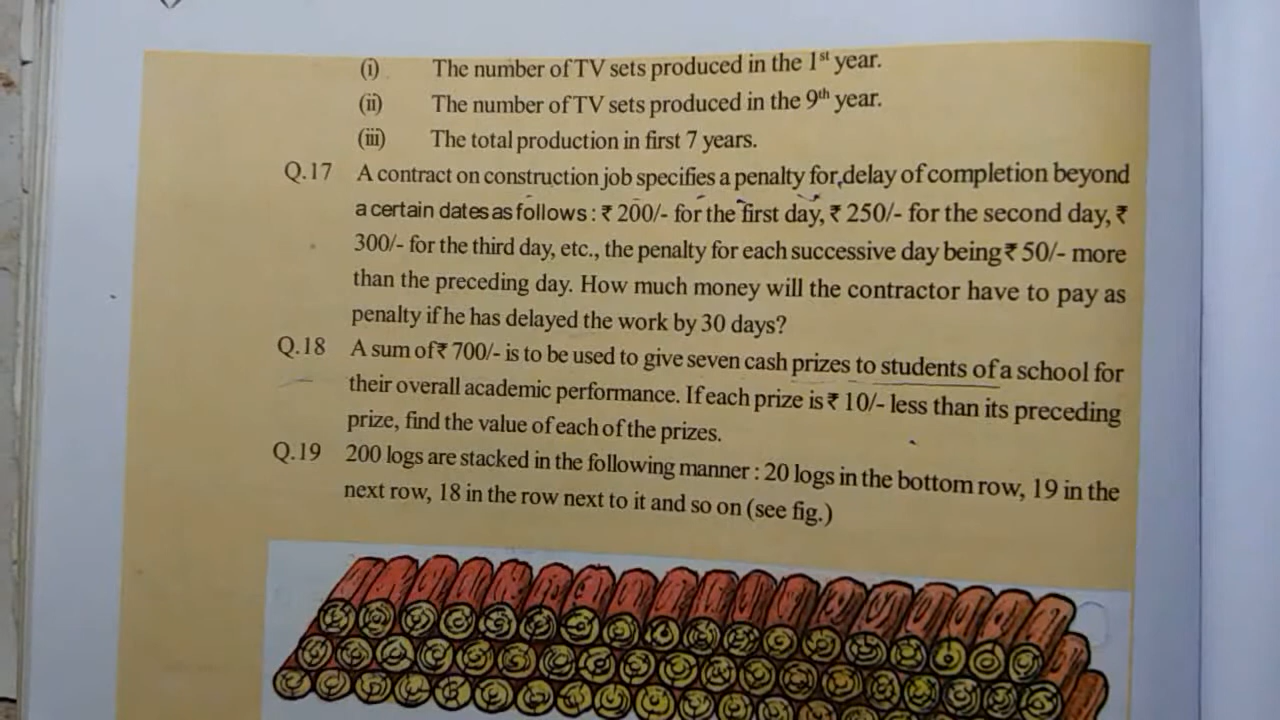 (i) The number of TV sets produced in the 1st year.
(ii) The number of TV sets produced in the 9th year.
(iii) The total production in first 7 years.
Q.17 A contract on construction job specifies a penalty for delay of completion beyond
a certain dates as follows : ₹ 200/- for the first day, ₹ 250/- for the second day, ₹
300/- for the third day, etc., the penalty for each successive day being ₹ 50/- more
than the preceding day. How much money will the contractor have to pay as
penalty if he has delayed the work by 30 days?
Q.18 A sum of ₹ 700/- is to be used to give seven cash prizes to students of a school for
their overall academic performance. If each prize is ₹ 10/- less than its preceding
prize, find the value of each of the prizes.
Q.19 200 logs are stacked in the following manner : 20 logs in the bottom row, 19 in the
next row, 18 in the row next to it and so on (see fig.)